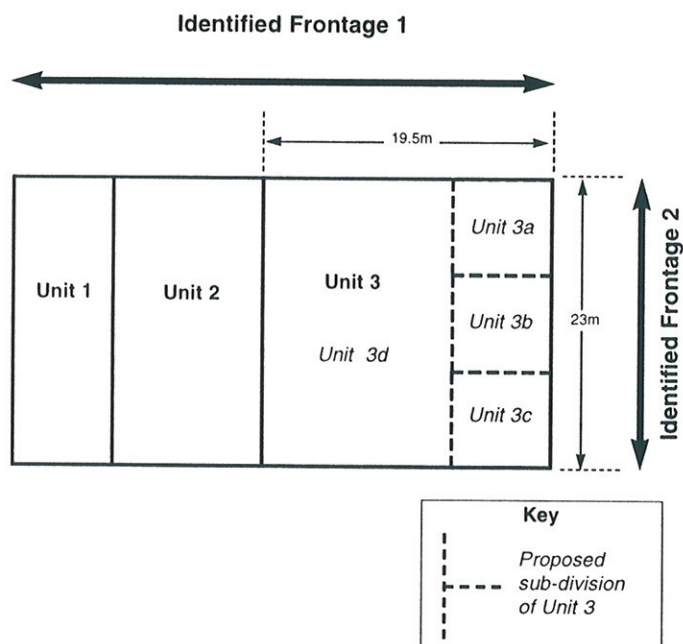 Identified Frontage 1
19.5m
Unit 1
Unit 2
Unit 3
Unit 3d
Unit 3a
Unit 3b
Unit 3c
23m
Identified Frontage 2
Key
Proposed
sub-division
of Unit 3